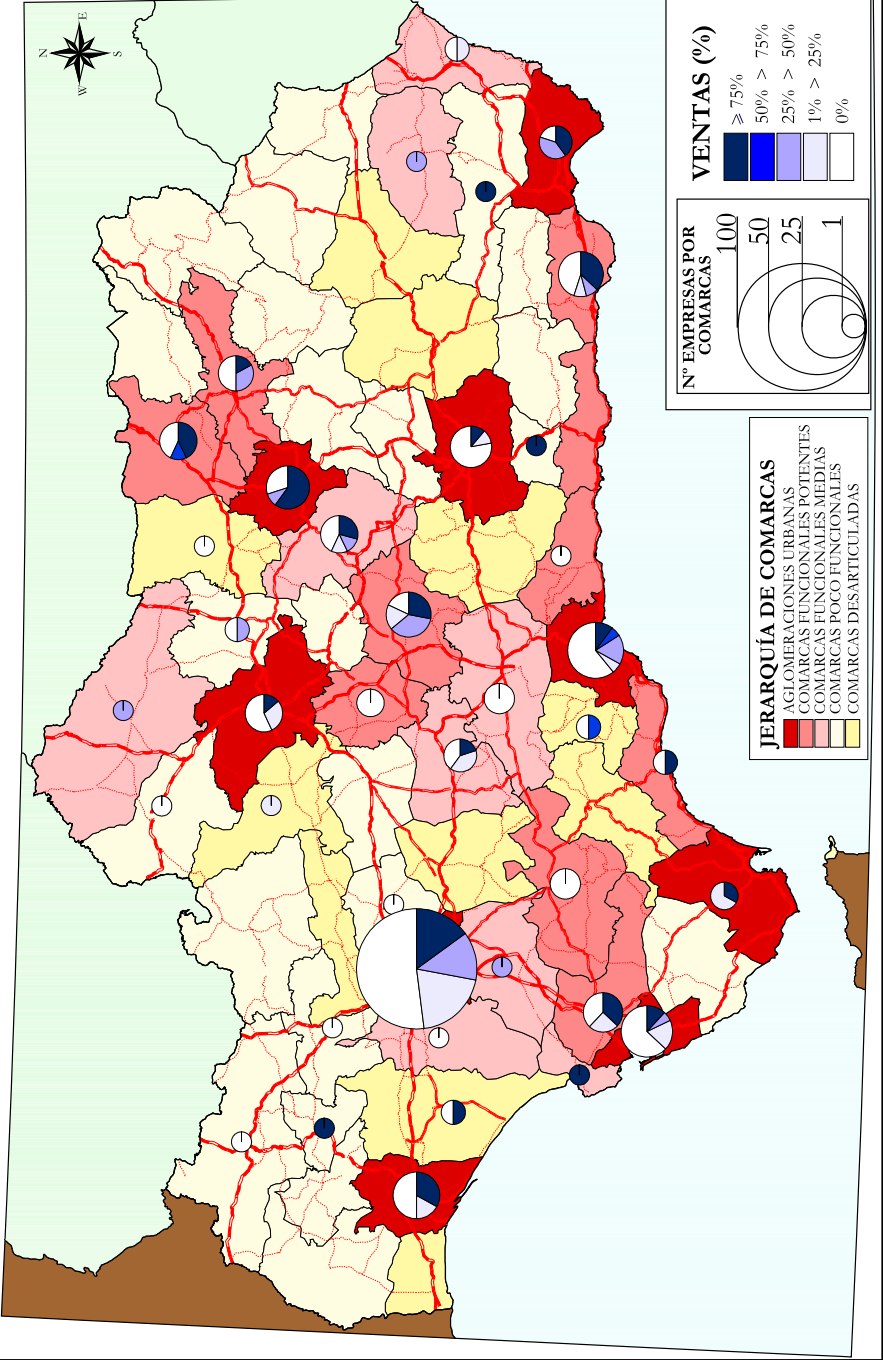 N
E
S
W
VENTAS (%)
≥ 75%
50% > 75%
25% > 50%
1% > 25%
0%
Nº EMPRESAS POR
COMARCAS
100
50
25
1
JERARQUÍA DE COMARCAS
AGLOMERACIONES URBANAS
COMARCAS FUNCIONALES POTENTES
COMARCAS FUNCIONALES MEDIAS
COMARCAS POCO FUNCIONALES
COMARCAS DESARTICULADAS